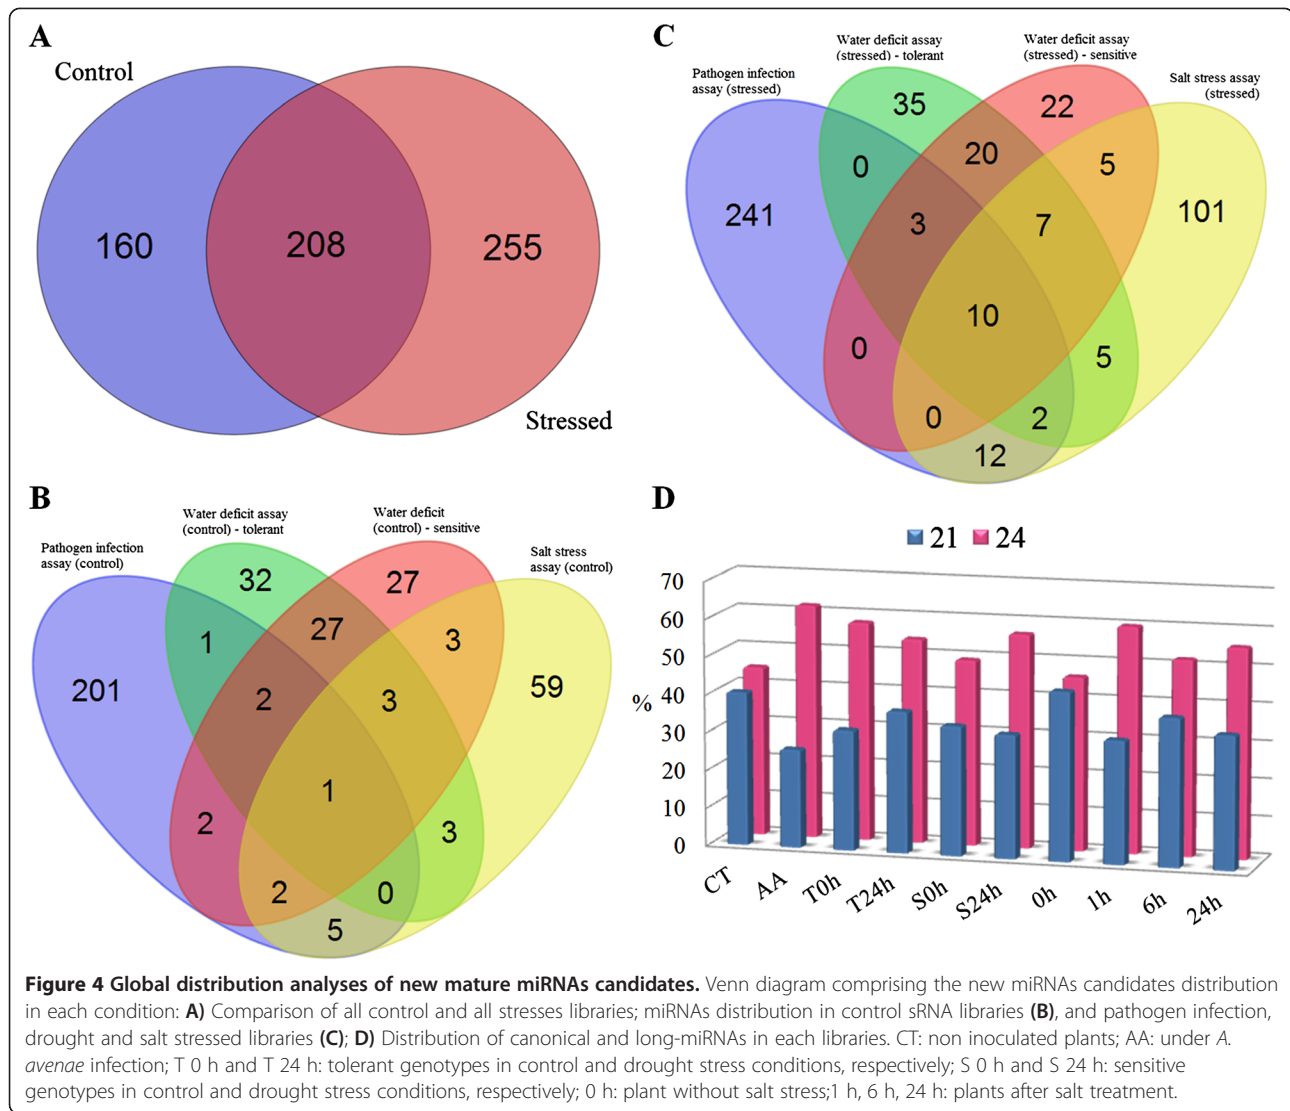 A
Control
160
208
255
Stressed
B
Pathogen infection
assay (control)
Water deficit assay
(control) - tolerant
Water deficit
(control) - sensitive
Salt stress
assay (control)
32
27
1
27
3
201
2
3
59
1
2
3
2
0
5
C
Pathogen infection
assay (stressed)
Water deficit assay
(stressed) - tolerant
Water deficit assay
(stressed) - sensitive
Salt stress assay
(stressed)
35
22
0
20
5
241
3
7
101
10
0
5
0
2
12
D
21 24
70
60
50
40
30
20
10
0
%
CT AA T0h T24h S0h S24h 0h 1h 6h 24h
Figure 4 Global distribution analyses of new mature miRNAs candidates. Venn diagram comprising the new miRNAs candidates distribution
in each condition: A) Comparison of all control and all stresses libraries; miRNAs distribution in control sRNA libraries (B), and pathogen infection,
drought and salt stressed libraries (C); D) Distribution of canonical and long-miRNAs in each libraries. CT: non inoculated plants; AA: under A.
avenae infection; T 0 h and T 24 h: tolerant genotypes in control and drought stress conditions, respectively; S 0 h and S 24 h: sensitive
genotypes in control and drought stress conditions, respectively; 0 h: plant without salt stress;1 h, 6 h, 24 h: plants after salt treatment.